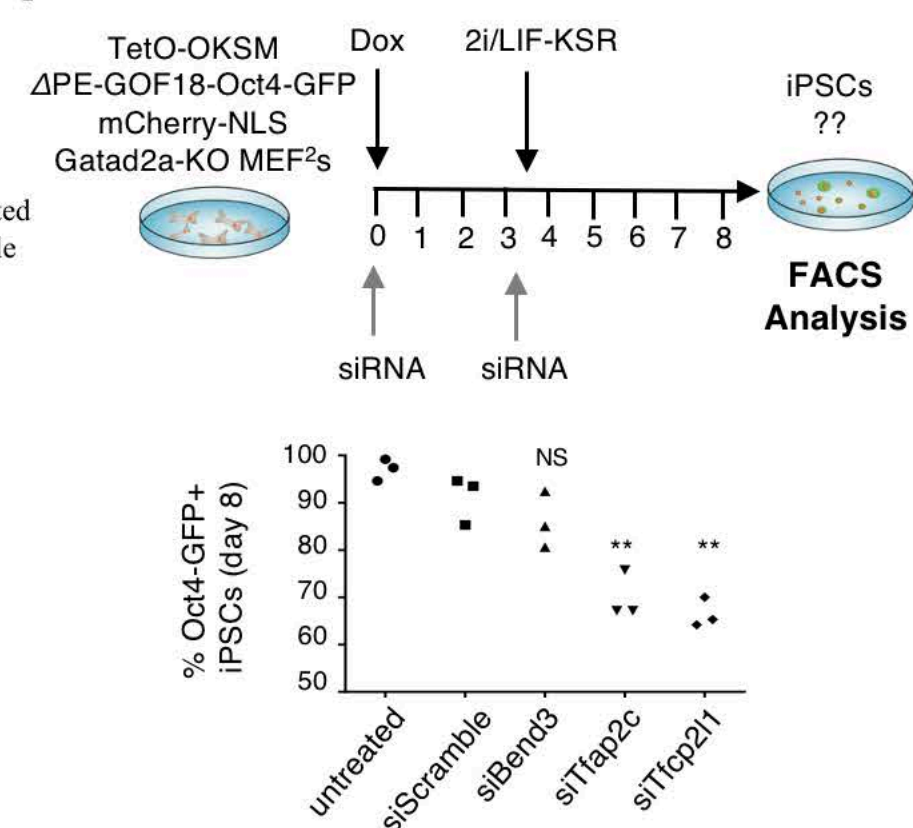 TetO-OKSM
ΔPE-GOF18-Oct4-GFP
mCherry-NLS
Gatad2a-KO MEF²s
Dox
2i/LIF-KSR
iPSCs
??
0 1 2 3 4 5 6 7 8
siRNA
siRNA
FACS
Analysis
% Oct4-GFP+
iPSCs (day 8)
100
90
80
70
60
50
NS
**
**
untreated
siScramble
siBend3
siTfap2c
siTfcp2l1